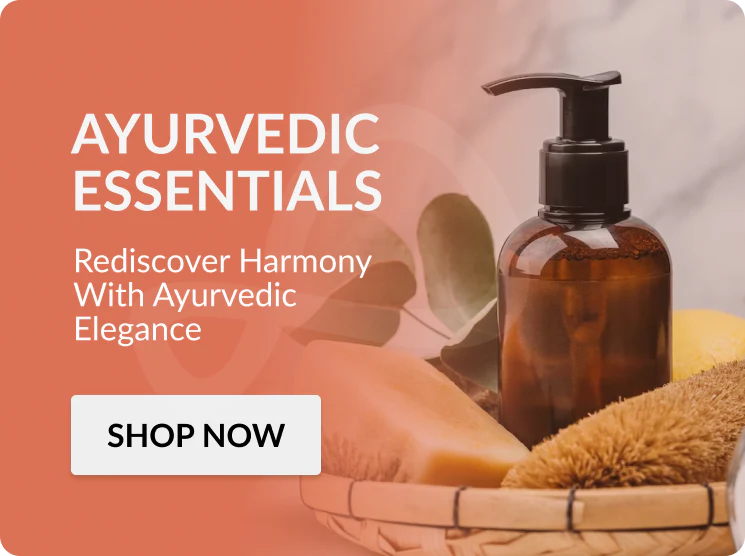 AYURVEDIC
ESSENTIALS
Rediscover Harmony
With Ayurvedic
Elegance
SHOP NOW